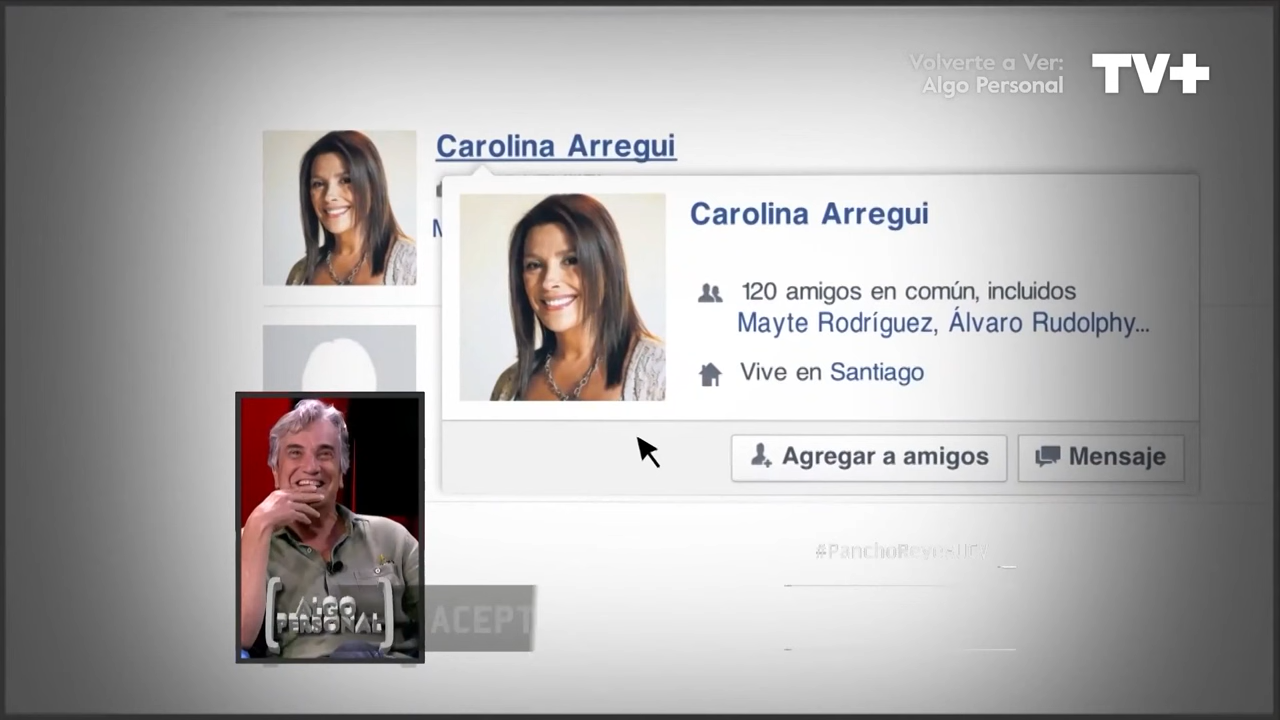 Volverte a Ver:
Algo Personal
TV+
Carolina Arregui
M
Carolina Arregui
120 amigos en común, incluidos
Mayte Rodríguez, Álvaro Rudolphy...
Vive en Santiago
Agregar a amigos
Mensaje
ALGO
PERSONAL
ACEPT